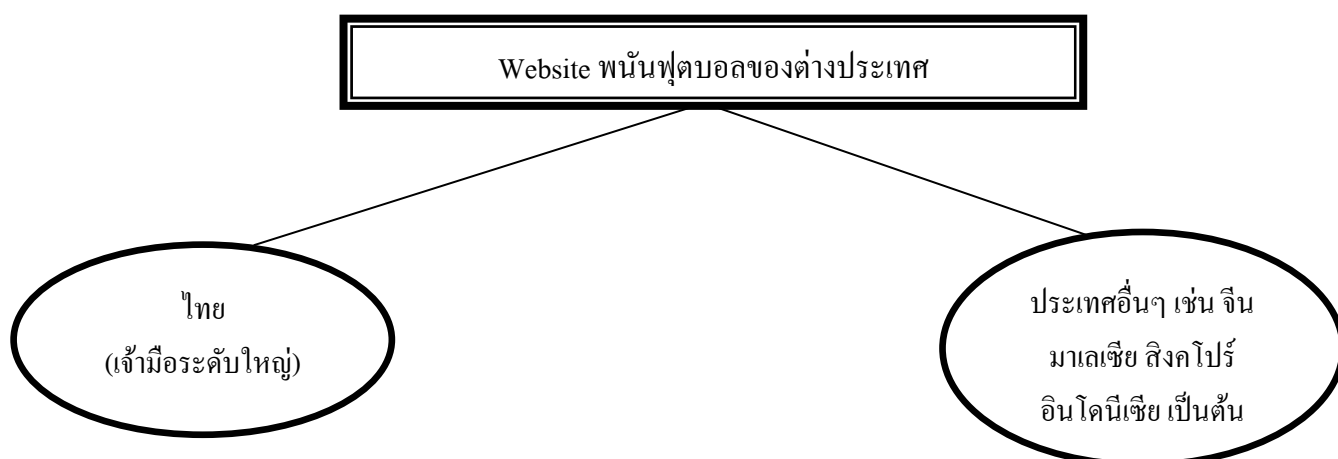 Website พนันฟุตบอลของต่างประเทศ
ไทย
(เจ้ามือระดับใหญ่)
ประเทศอื่นๆ เช่น จีน
มาเลเซีย สิงคโปร์
อินโดนีเซีย เป็นต้น